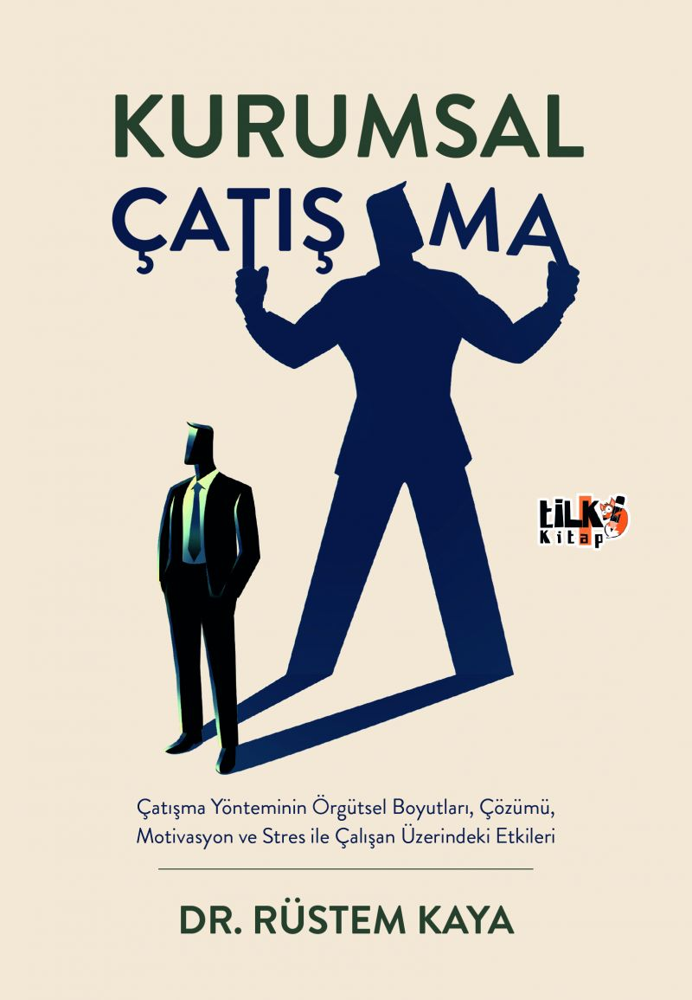 KURUMSAL
ÇATIŞMA
tilki
Kitap
Çatışma Yönteminin Örgütsel Boyutları, Çözümü,
Motivasyon ve Stres ile Çalışan Üzerindeki Etkileri
DR. RÜSTEM KAYA